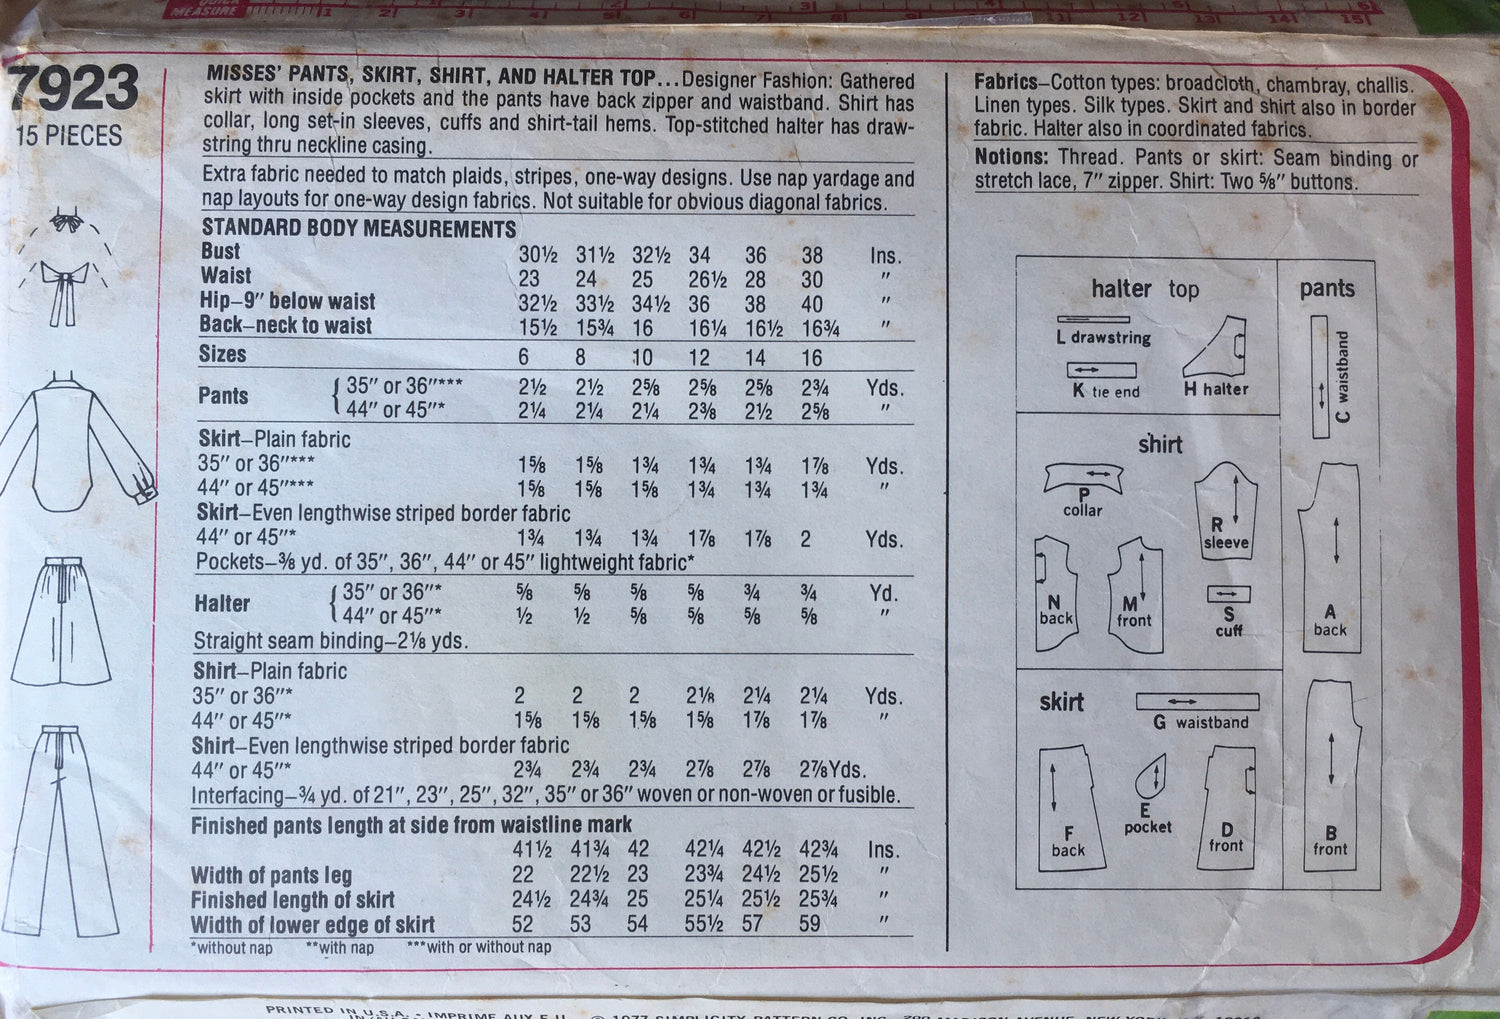 QUICK
MEASURE 1 2 3 4 5 6 7 11 12 13 14 15
7923
15 PIECES
MISSES' PANTS, SKIRT, SHIRT, AND HALTER TOP...Designer Fashion: Gathered
skirt with inside pockets and the pants have back zipper and waistband. Shirt has
collar, long set-in sleeves, cuffs and shirt-tail hems. Top-stitched halter has draw-
string thru neckline casing.
Extra fabric needed to match plaids, stripes, one-way designs. Use nap yardage and
nap layouts for one-way design fabrics. Not suitable for obvious diagonal fabrics.
STANDARD BODY MEASUREMENTS
Bust 30½ 31½ 32½ 34 36 38 Ins.
Waist 23 24 25 26½ 28 30 "
Hip–9" below waist 32½ 33½ 34½ 36 38 40 "
Back–neck to waist 15½ 15¾ 16 16¼ 16½ 16¾ "
Sizes 6 8 10 12 14 16
Pants { 35" or 36"*** 2½ 2½ 2⅝ 2⅝ 2⅝ 2¾ Yds.
44" or 45"* 2¼ 2¼ 2¼ 2⅜ 2½ 2⅝ "
Skirt–Plain fabric
35" or 36"*** 1⅝ 1⅝ 1¾ 1¾ 1¾ 1⅞ Yds.
44" or 45"*** 1⅝ 1⅝ 1⅝ 1¾ 1¾ 1¾ "
Skirt–Even lengthwise striped border fabric
44" or 45"* 1¾ 1¾ 1¾ 1⅞ 1⅞ 2 Yds.
Pockets–⅜ yd. of 35", 36", 44" or 45" lightweight fabric*
Halter { 35" or 36"* ⅝ ⅝ ⅝ ⅝ ¾ ¾ Yd.
44" or 45"* ½ ½ ⅝ ⅝ ⅝ ⅝ "
Straight seam binding–2⅛ yds.
Shirt–Plain fabric
35" or 36"* 2 2 2 2⅛ 2¼ 2¼ Yds.
44" or 45"* 1⅝ 1⅝ 1⅝ 1⅝ 1⅞ 1⅞ "
Shirt–Even lengthwise striped border fabric
44" or 45"* 2¾ 2¾ 2¾ 2⅞ 2⅞ 2⅞ Yds.
Interfacing–¾ yd. of 21", 23", 25", 32", 35" or 36" woven or non-woven or fusible.
Finished pants length at side from waistline mark
41½ 41¾ 42 42¼ 42½ 42¾ Ins.
Width of pants leg 22 22½ 23 23¾ 24½ 25½ "
Finished length of skirt 24½ 24¾ 25 25¼ 25½ 25¾ "
Width of lower edge of skirt 52 53 54 55½ 57 59 "
*without nap **with nap ***with or without nap
Fabrics–Cotton types: broadcloth, chambray, challis.
Linen types. Silk types. Skirt and shirt also in border
fabric. Halter also in coordinated fabrics.
Notions: Thread. Pants or skirt: Seam binding or
stretch lace, 7" zipper. Shirt: Two ⅝" buttons.
halter top
L drawstring
K tie end
H halter
pants
C waistband
A
back
B
front
shirt
P
collar
R
sleeve
N
back
M
front
S
cuff
skirt
G waistband
F
back
E
pocket
D
front
PRINTED IN U.S.A. - IMPRIME AUX E.U. © 1977 SIMPLICITY PATTERN CO. INC.